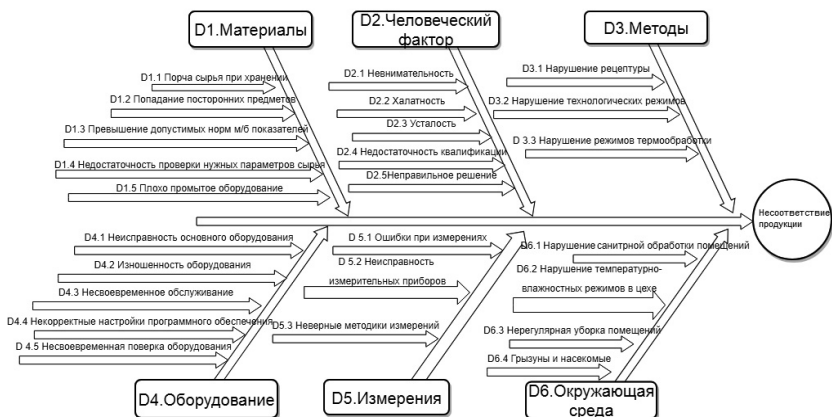 D1.Материалы
D2.Человеческий
фактор
D3.Методы
D1.1 Порча сырья при хранении
D1.2 Попадание посторонних предметов
D1.3 Превышение допустимых норм м/б показателей
D1.4 Недостаточность проверки нужных параметров сырья
D1.5 Плохо промытое оборудование
D2.1 Невнимательность
D2.2 Халатность
D2.3 Усталость
D2.4 Недостаточность квалификации
D2.5Неправильное решение
D3.1 Нарушение рецептуры
D3.2 Нарушение технологических режимов
D 3.3 Нарушение режимов термообработки
Несоответствие
продукции
D4.1 Неисправность основного оборудования
D4.2 Изношенность оборудования
D4.3 Несвоевременное обслуживание
D4.4 Некорректные настройки программного обеспечения
D 4.5 Несвоевременная поверка оборудования
D 5.1 Ошибки при измерениях
D 5.2 Неисправность
измерительных приборов
D5.3 Неверные методики измерений
D6.1 Нарушение санитрной обработки помещений
D6.2 Нарушение температурно-
влажностных режимов в цехе
D6.3 Нерегулярная уборка помещений
D6.4 Грызуны и насекомые
D4.Оборудование
D5.Измерения
D6.Окружающая
среда